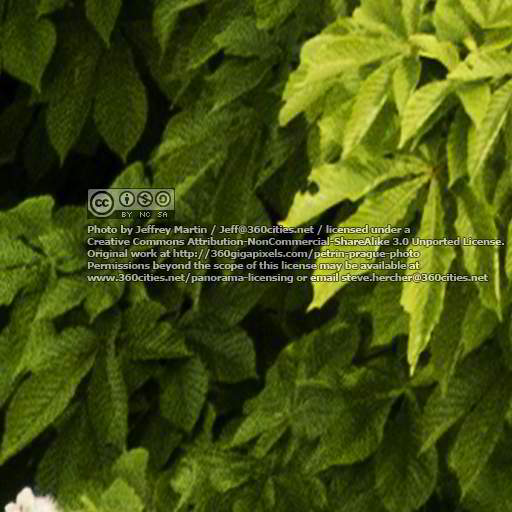 cc
BY NC SA
Photo by Jeffrey Martin / Jeff@360cities.net / licensed under a
Creative Commons Attribution-NonCommercial-ShareAlike 3.0 Unported License.
Original work at http://360gigapixels.com/petrin-prague-photo
Permissions beyond the scope of this license may be available at
www.360cities.net/panorama-licensing or email steve.hercher@360cities.net